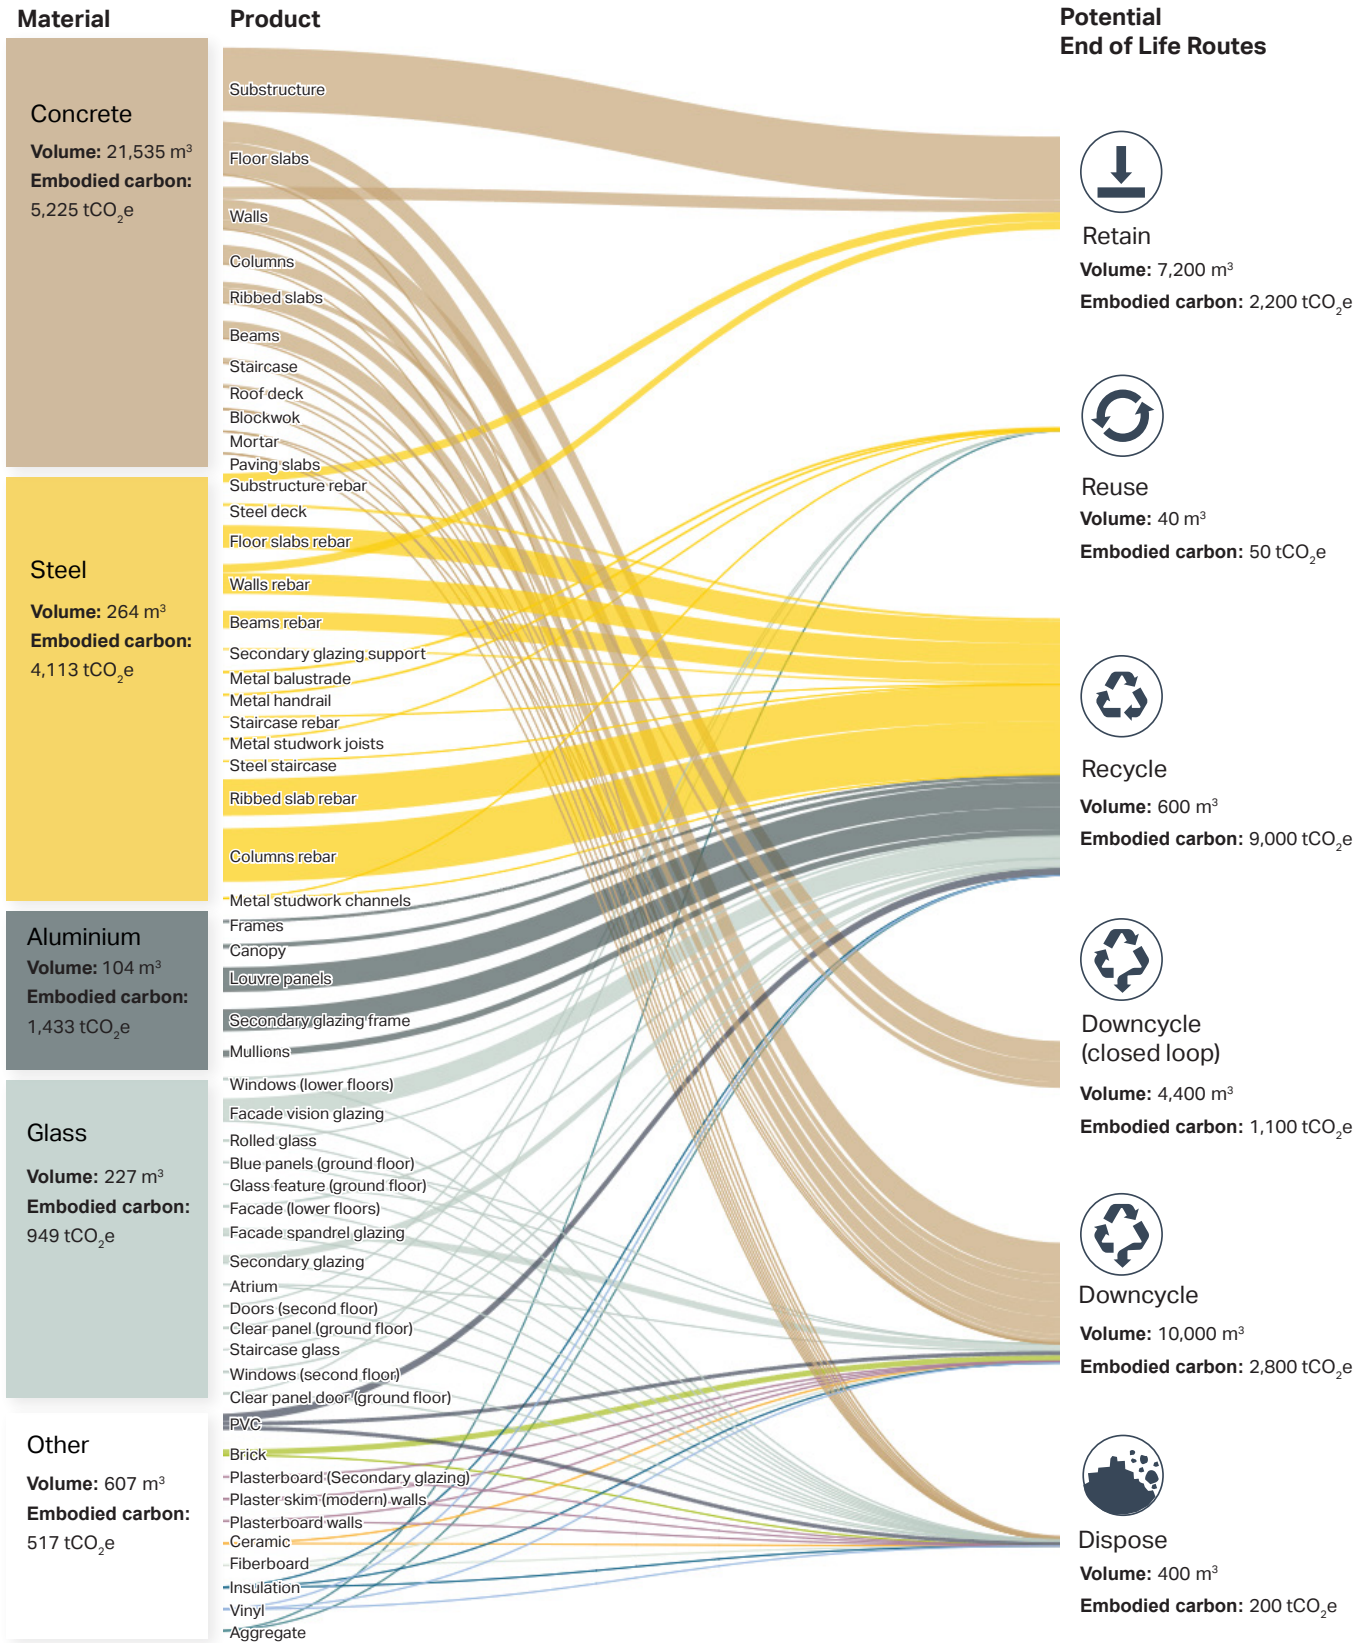 Material
Product
Potential
End of Life Routes
Concrete
Volume: 21,535 m³
Embodied carbon:
5,225 tCO₂e
Steel
Volume: 264 m³
Embodied carbon:
4,113 tCO₂e
Aluminium
Volume: 104 m³
Embodied carbon:
1,433 tCO₂e
Glass
Volume: 227 m³
Embodied carbon:
949 tCO₂e
Other
Volume: 607 m³
Embodied carbon:
517 tCO₂e
Substructure
Floor slabs
Walls
Columns
Ribbed slabs
Beams
Staircase
Roof deck
Blockwok
Mortar
Paving slabs
Substructure rebar
Steel deck
Floor slabs rebar
Walls rebar
Beams rebar
Secondary glazing support
Metal balustrade
Metal handrail
Staircase rebar
Metal studwork joists
Steel staircase
Ribbed slab rebar
Columns rebar
Metal studwork channels
Frames
Canopy
Louvre panels
Secondary glazing frame
Mullions
Windows (lower floors)
Facade vision glazing
Rolled glass
Blue panels (ground floor)
Glass feature (ground floor)
Facade (lower floors)
Facade spandrel glazing
Secondary glazing
Atrium
Doors (second floor)
Clear panel (ground floor)
Staircase glass
Windows (second floor)
Clear panel door (ground floor)
PVC
Brick
Plasterboard (Secondary glazing)
Plaster skim (modern) walls
Plasterboard walls
Ceramic
Fiberboard
Insulation
Vinyl
Aggregate
Retain
Volume: 7,200 m³
Embodied carbon: 2,200 tCO₂e
Reuse
Volume: 40 m³
Embodied carbon: 50 tCO₂e
Recycle
Volume: 600 m³
Embodied carbon: 9,000 tCO₂e
Downcycle
(closed loop)
Volume: 4,400 m³
Embodied carbon: 1,100 tCO₂e
Downcycle
Volume: 10,000 m³
Embodied carbon: 2,800 tCO₂e
Dispose
Volume: 400 m³
Embodied carbon: 200 tCO₂e